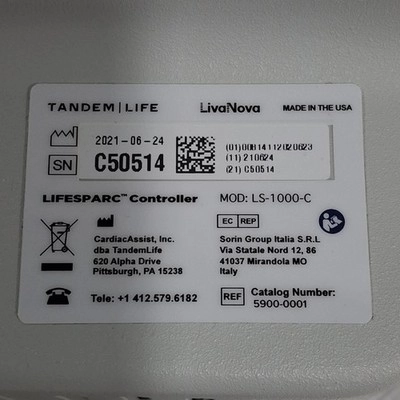 TANDEM|LIFE LivaNova MADE IN THE USA
2021-06-24
SN C50514
(01)00814112020623
(11) 210624
(21) C50514
LIFESPARC™ Controller MOD: LS-1000-C
EC REP
CardiacAssist, Inc.
dba TandemLife
620 Alpha Drive
Pittsburgh, PA 15238
Sorin Group Italia S.R.L
Via Statale Nord 12, 86
41037 Mirandola MO
Italy
Tele: +1 412.579.6182
REF Catalog Number:
5900-0001